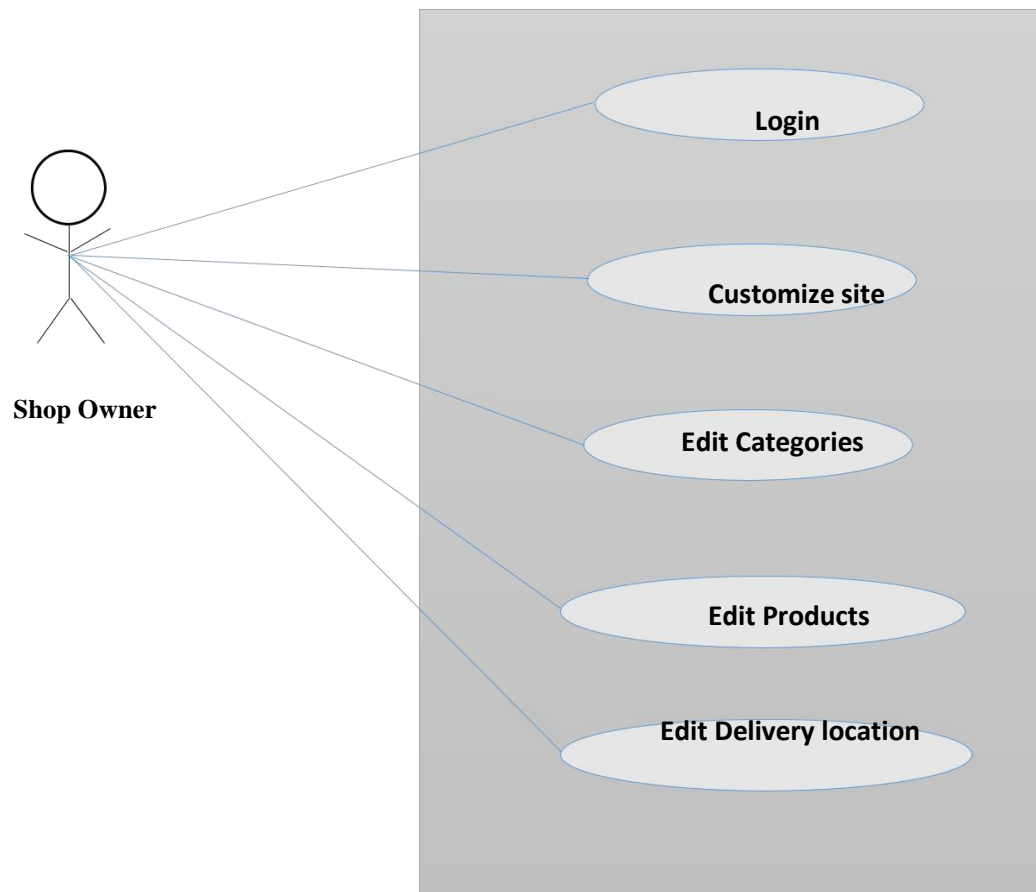 Login
Customize site
Shop Owner
Edit Categories
Edit Products
Edit Delivery location